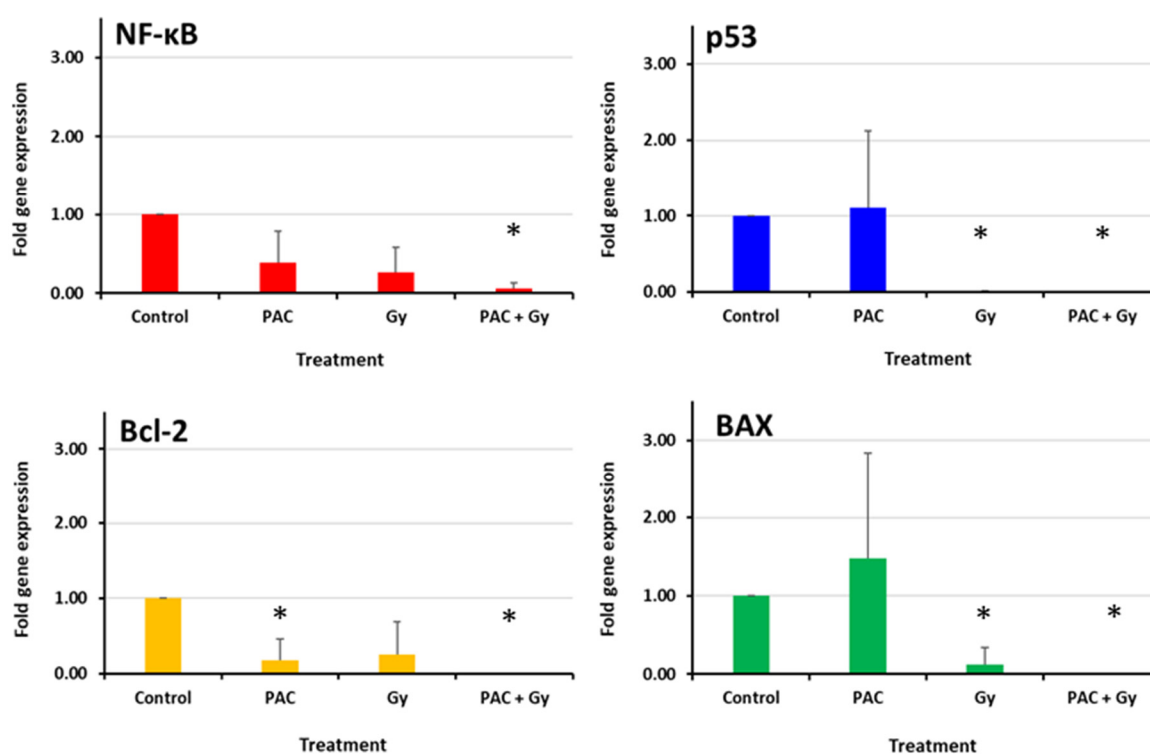 NF-κB
3.00
2.00
1.00
0.00
Fold gene expression
*
Control PAC Gy PAC + Gy
Treatment
p53
3.00
2.00
1.00
0.00
Fold gene expression
* *
Control PAC Gy PAC + Gy
Treatment
Bcl-2
3.00
2.00
1.00
0.00
Fold gene expression
* *
Control PAC Gy PAC + Gy
Treatment
BAX
3.00
2.00
1.00
0.00
Fold gene expression
* *
Control PAC Gy PAC + Gy
Treatment